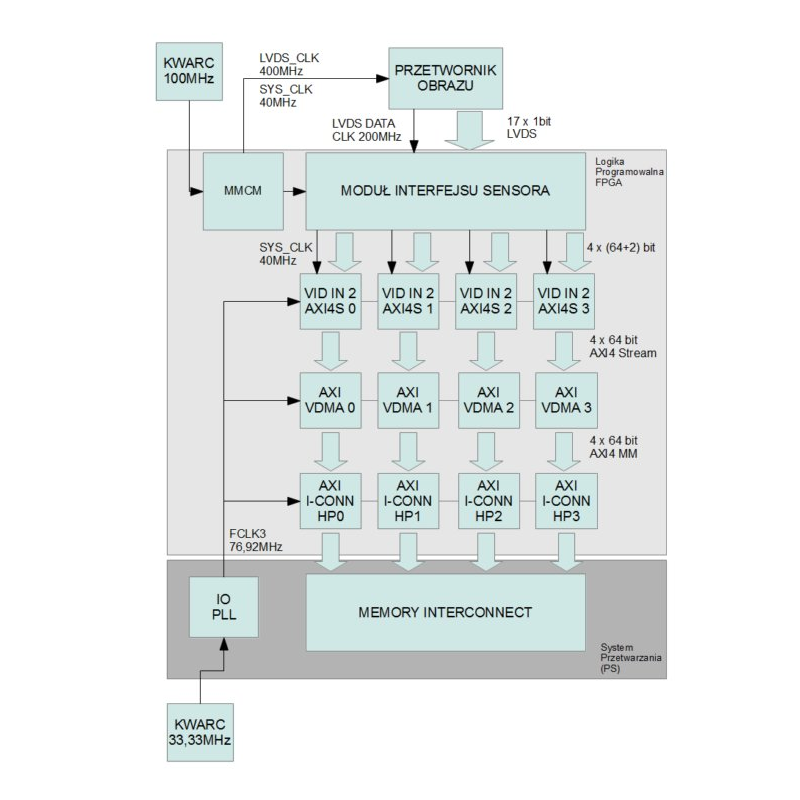 KWARC
100MHz
LVDS_CLK
400MHz
SYS_CLK
40MHz
PRZETWORNIK
OBRAZU
LVDS DATA
CLK 200MHz
17 x 1bit
LVDS
Logika
Programowalna
FPGA
MMCM
MODUŁ INTERFEJSU SENSORA
SYS_CLK
40MHz
4 x (64+2) bit
VID IN 2
AXI4S 0
VID IN 2
AXI4S 1
VID IN 2
AXI4S 2
VID IN 2
AXI4S 3
4 x 64 bit
AXI4 Stream
AXI
VDMA 0
AXI
VDMA 1
AXI
VDMA 2
AXI
VDMA 3
4 x 64 bit
AXI4 MM
AXI
I-CONN
HP0
AXI
I-CONN
HP1
AXI
I-CONN
HP2
AXI
I-CONN
HP3
FCLK3
76,92MHz
IO
PLL
MEMORY INTERCONNECT
System
Przetwarzania
(PS)
KWARC
33,33MHz